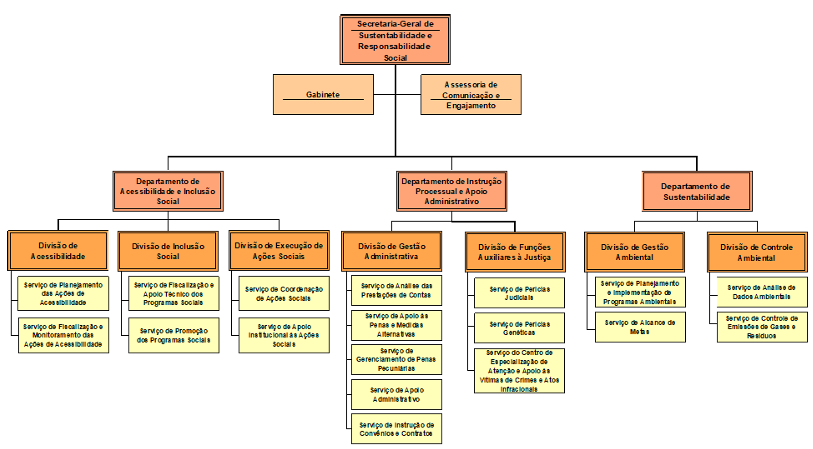 Secretaria-Geral de
Sustentabilidade e
Responsabilidade
Social
Gabinete
Assessoria de
Comunicação e
Engajamento
Departamento de
Acessibilidade e Inclusão
Social
Departamento de Instrução
Processual e Apoio
Administrativo
Departamento de
Sustentabilidade
Divisão de
Acessibilidade
Divisão de Inclusão
Social
Divisão de Execução de
Ações Sociais
Divisão de Gestão
Administrativa
Divisão de Funções
Auxiliares à Justiça
Divisão de Gestão
Ambiental
Divisão de Controle
Ambiental
Serviço de Planejamento
das Ações de
Acessibilidade
Serviço de Fiscalização e
Monitoramento das
Ações de Acessibilidade
Serviço de Fiscalização e
Apoio Técnico dos
Programas Sociais
Serviço de Promoção
dos Programas Sociais
Serviço de Coordenação
de Ações Sociais
Serviço de Apoio
Institucional às Ações
Sociais
Serviço de Análise das
Prestações de Contas
Serviço de Apoio às
Penas e Medidas
Alternativas
Serviço de
Gerenciamento de Penas
Pecuniárias
Serviço de Apoio
Administrativo
Serviço de Instrução de
Convênios e Contratos
Serviço de Perícias
Judiciais
Serviço de Perícias
Genéticas
Serviço do Centro de
Especialização de
Atenção e Apoio às
Vítimas de Crimes e Atos
Infracionais
Serviço de Planejamento
e Implementação de
Programas Ambientais
Serviço de Alcance de
Metas
Serviço de Análise de
Dados Ambientais
Serviço de Controle de
Emissões de Gases e
Resíduos